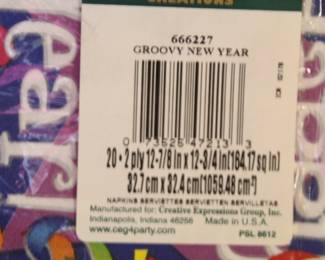 CREATIONS
666227
GROOVY NEW YEAR
0 73525 47213 3
20 • 2 ply 12-7/8 in x 12-3/4 in (164.17 sq in)
32.7 cm x 32.4 cm (1059.48 cm²)
NAPKINS SERVIETTES SERVIETTEN SERVILLETAS
Manufactured for: Creative Expressions Group, Inc.
Indianapolis, Indiana 46256 Made in U.S.A.
www.ceg4party.com PSL 8612